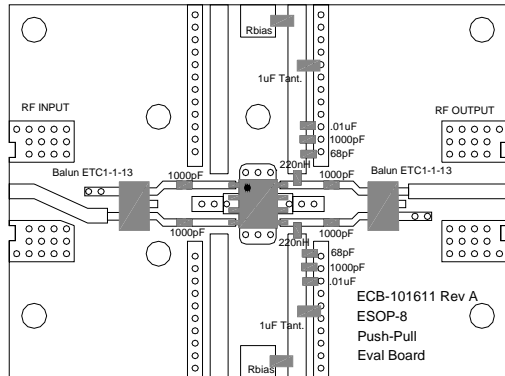 Rbias
1uF Tant.
RF INPUT
RF OUTPUT
.01uF
1000pF
68pF
220nH
Balun ETC1-1-13
1000pF
1000pF
Balun ETC1-1-13
1000pF
1000pF
220nH
68pF
1000pF
.01uF
1uF Tant.
Rbias
ECB-101611 Rev A
ESOP-8
Push-Pull
Eval Board